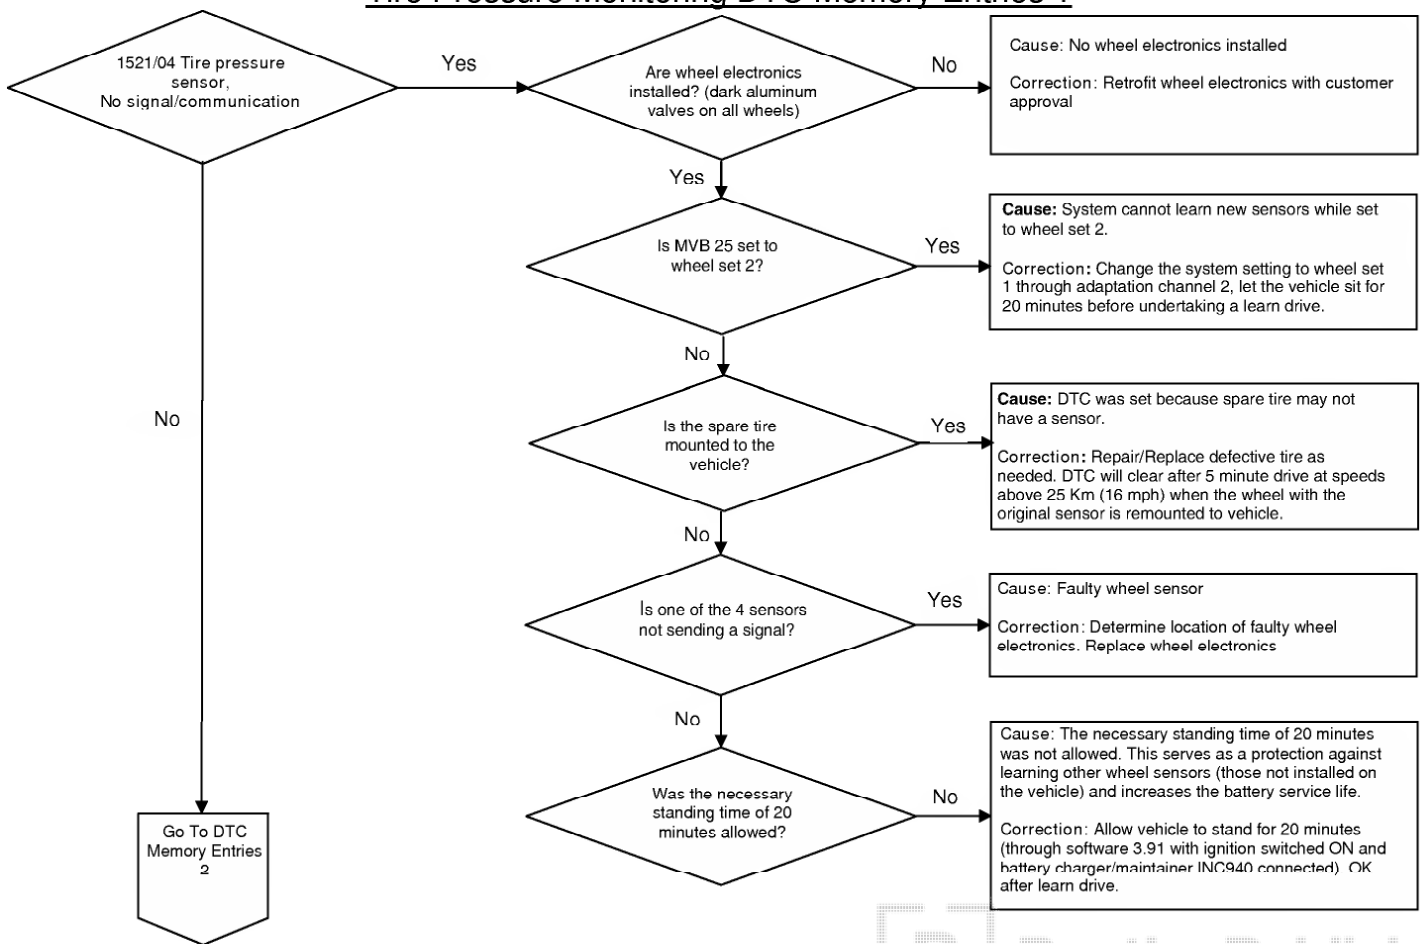 Tire Pressure Monitoring DTC Memory Entries 1
1521/04 Tire pressure
sensor,
No signal/communication
Yes
Are wheel electronics
installed? (dark aluminum
valves on all wheels)
No
Cause: No wheel electronics installed
Correction: Retrofit wheel electronics with customer
approval
Yes
Is MVB 25 set to
wheel set 2?
Yes
Cause: System cannot learn new sensors while set
to wheel set 2.
Correction: Change the system setting to wheel set
1 through adaptation channel 2, let the vehicle sit for
20 minutes before undertaking a learn drive.
No
No
Is the spare tire
mounted to the
vehicle?
Yes
Cause: DTC was set because spare tire may not
have a sensor.
Correction: Repair/Replace defective tire as
needed. DTC will clear after 5 minute drive at speeds
above 25 Km (16 mph) when the wheel with the
original sensor is remounted to vehicle.
No
Is one of the 4 sensors
not sending a signal?
Yes
Cause: Faulty wheel sensor
Correction: Determine location of faulty wheel
electronics. Replace wheel electronics
No
Was the necessary
standing time of 20
minutes allowed?
No
Cause: The necessary standing time of 20 minutes
was not allowed. This serves as a protection against
learning other wheel sensors (those not installed on
the vehicle) and increases the battery service life.
Correction: Allow vehicle to stand for 20 minutes
(through software 3.91 with ignition switched ON and
battery charger/maintainer INC940 connected). OK
after learn drive.
Go To DTC
Memory Entries
2